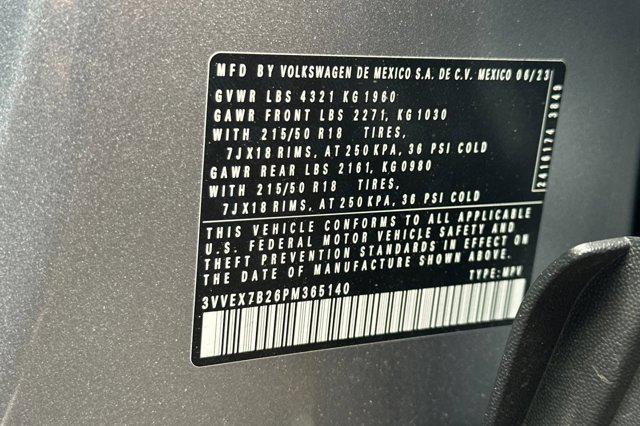 MFD BY VOLKSWAGEN DE MEXICO S.A. DE C.V. MEXICO 06/23
GVWR LBS 4321 KG 1960
GAWR FRONT LBS 2271, KG 1030
WITH 215/50 R18 TIRES,
7JX18 RIMS, AT 250 KPA, 36 PSI COLD
GAWR REAR LBS 2161, KG 0980
WITH 215/50 R18 TIRES,
7JX18 RIMS, AT 250 KPA, 36 PSI COLD
THIS VEHICLE CONFORMS TO ALL APPLICABLE
U.S. FEDERAL MOTOR VEHICLE SAFETY AND
THEFT PREVENTION STANDARDS IN EFFECT ON
THE DATE OF MANUFACTURE SHOWN ABOVE.
3VVEX7B26PM365140
TYPE: MPV
2416174 3849